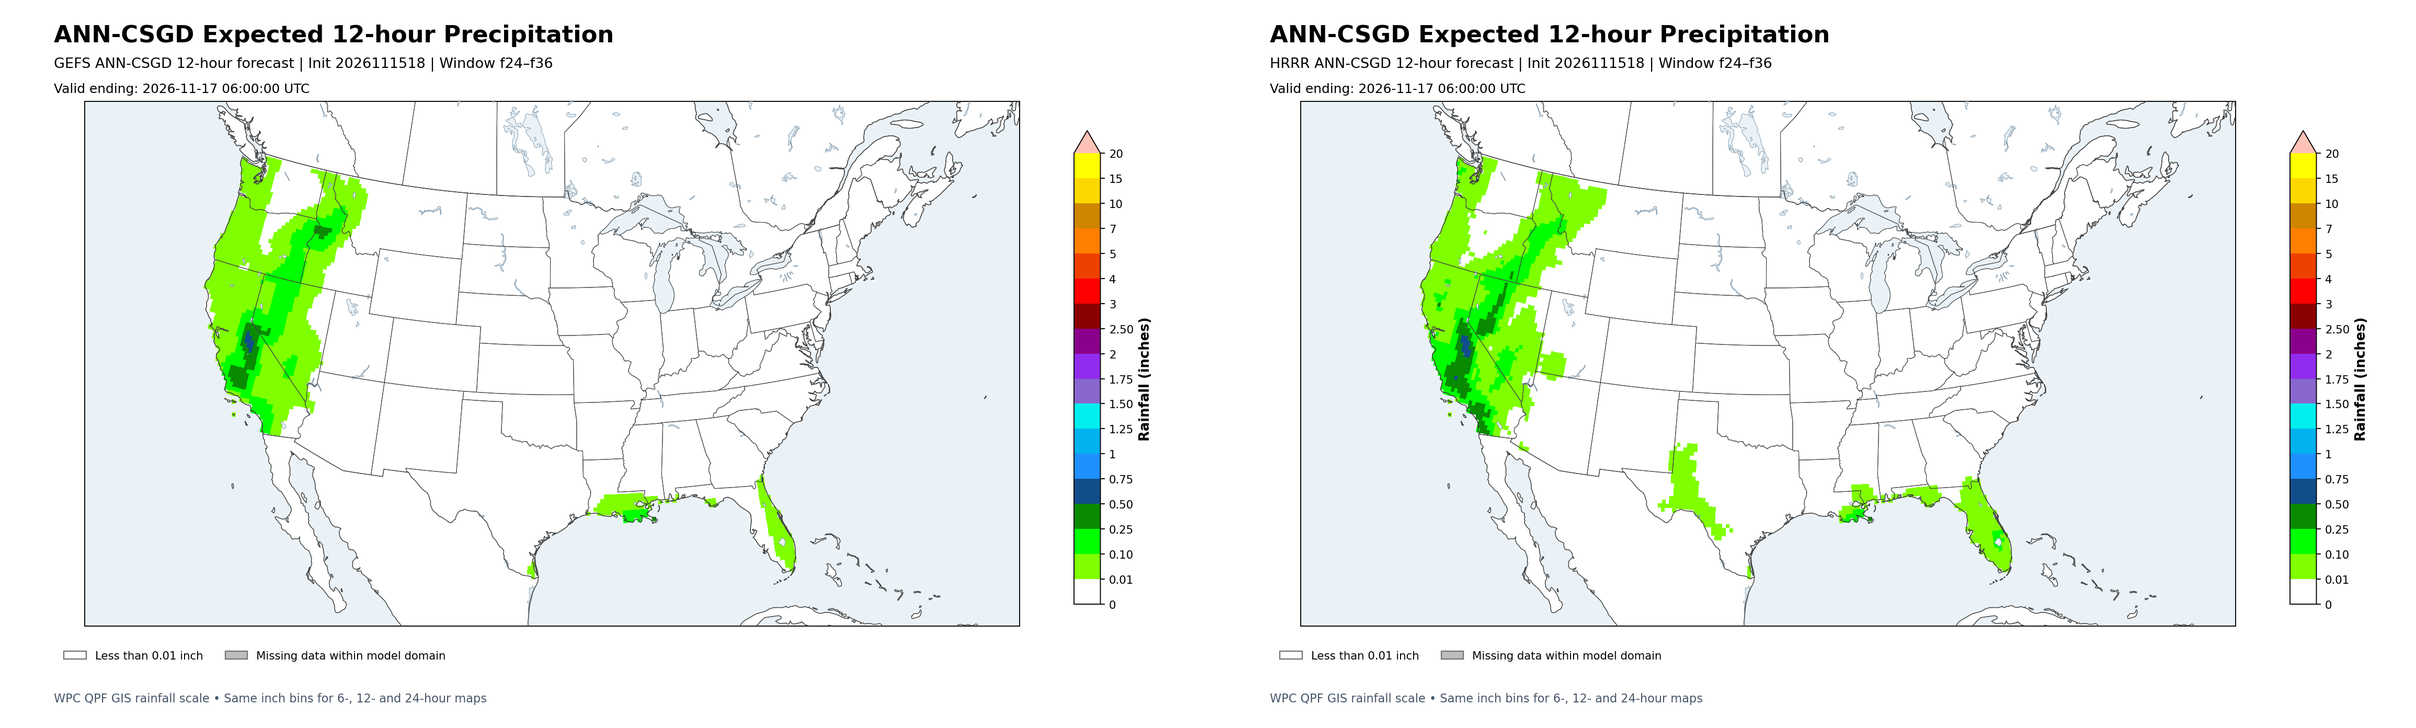 ANN-CSGD Expected 12-hour Precipitation
GEFS ANN-CSGD 12-hour forecast | Init 2026111518 | Window f24–f36
Valid ending: 2026-11-17 06:00:00 UTC
20
15
10
7
5
4
3
2.50
2
1.75
1.50
1.25
1
0.75
0.50
0.25
0.10
0.01
0
Rainfall (inches)
Less than 0.01 inch
Missing data within model domain
WPC QPF GIS rainfall scale • Same inch bins for 6-, 12- and 24-hour maps
ANN-CSGD Expected 12-hour Precipitation
HRRR ANN-CSGD 12-hour forecast | Init 2026111518 | Window f24–f36
Valid ending: 2026-11-17 06:00:00 UTC
20
15
10
7
5
4
3
2.50
2
1.75
1.50
1.25
1
0.75
0.50
0.25
0.10
0.01
0
Rainfall (inches)
Less than 0.01 inch
Missing data within model domain
WPC QPF GIS rainfall scale • Same inch bins for 6-, 12- and 24-hour maps